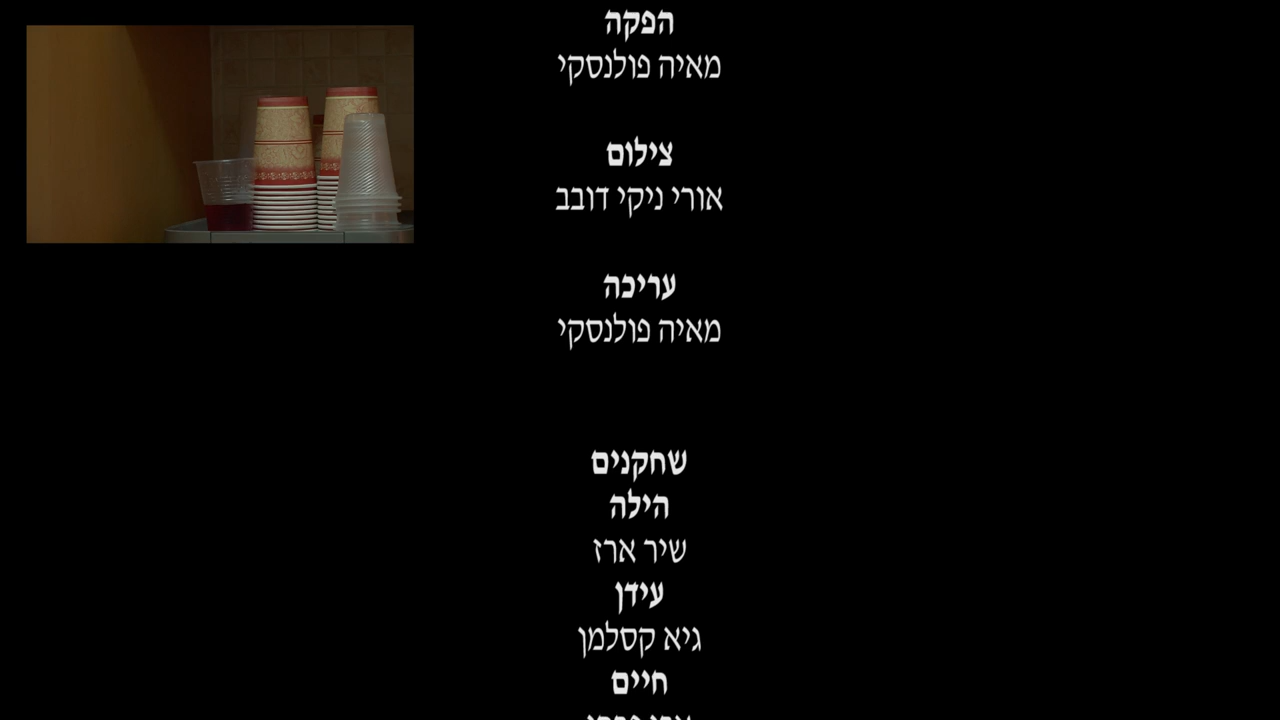 הפקה
מאיה פולנסקי
צילום
אורי ניקי דובב
עריכה
מאיה פולנסקי
שחקנים
הילה
שיר ארז
עידן
גיא קסלמן
חיים